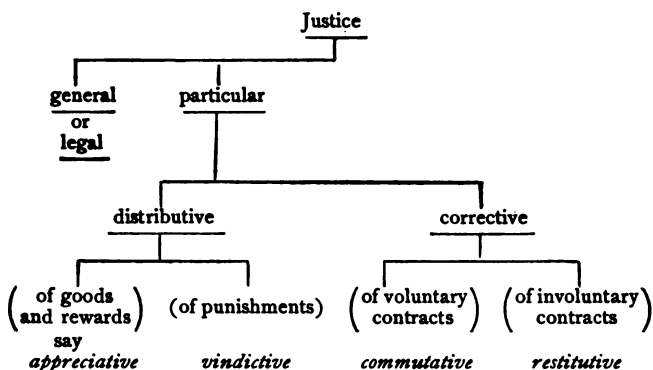 Justice
general
or
legal
particular
distributive
corrective
(of goods
and rewards)
say
appreciative
(of punishments)
vindictive
(of voluntary
contracts)
commutative
(of involuntary
contracts)
restitutive